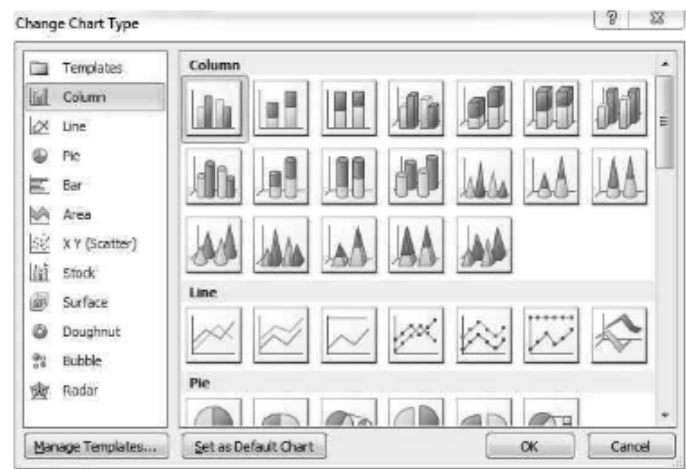 Change Chart Type
Templates
Column
Line
Pie
Bar
Area
X Y (Scatter)
Stock
Surface
Doughnut
Bubble
Radar
Column
Line
Pie
Manage Templates...
Set as Default Chart
OK
Cancel